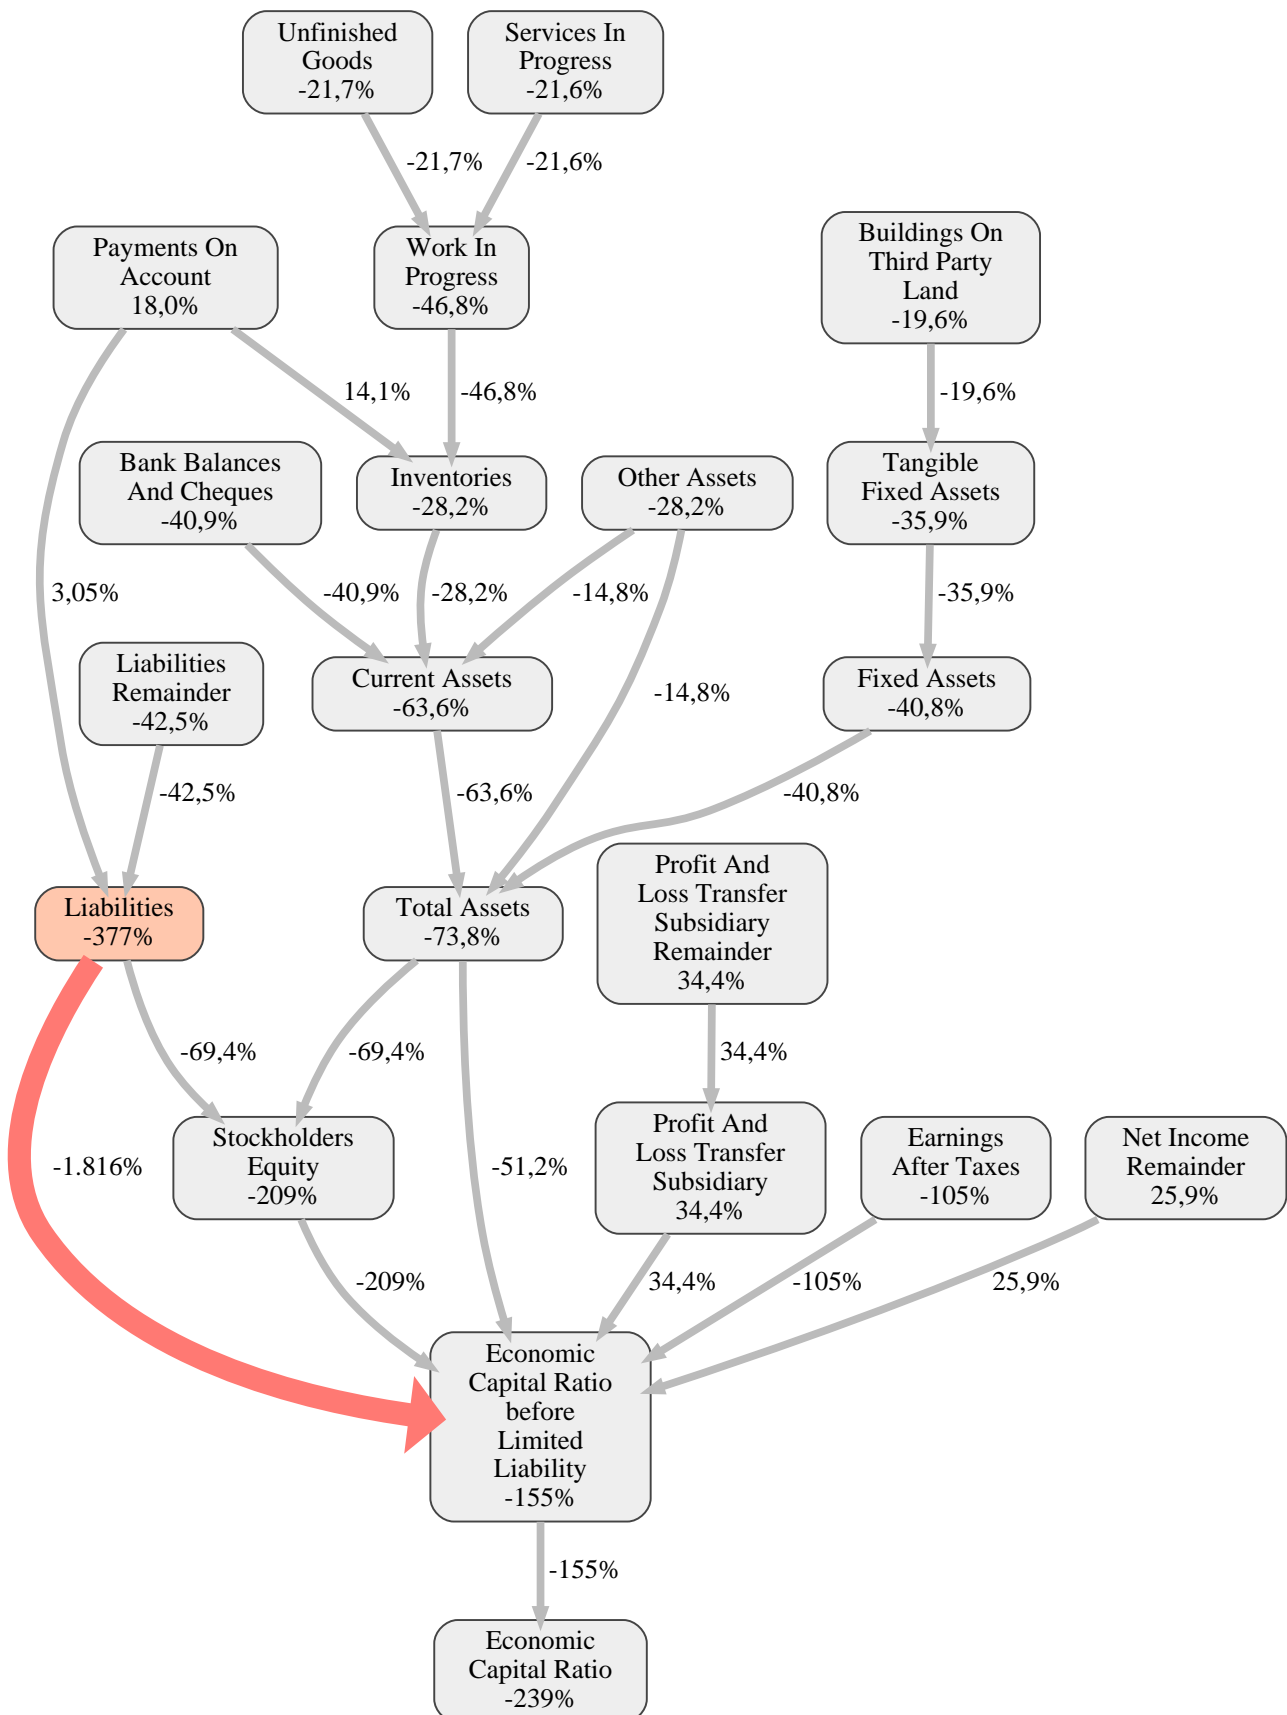 Unfinished
Goods
-21,7%
Services In
Progress
-21,6%
-21,7%
-21,6%
Payments On
Account
18,0%
Work In
Progress
-46,8%
Buildings On
Third Party
Land
-19,6%
14,1%
-46,8%
-19,6%
Bank Balances
And Cheques
-40,9%
Inventories
-28,2%
Other Assets
-28,2%
Tangible
Fixed Assets
-35,9%
3,05%
-40,9%
-28,2%
-14,8%
-35,9%
Liabilities
Remainder
-42,5%
Current Assets
-63,6%
-14,8%
Fixed Assets
-40,8%
-42,5%
-63,6%
-40,8%
Liabilities
-377%
Total Assets
-73,8%
Profit And
Loss Transfer
Subsidiary
Remainder
34,4%
-69,4%
-69,4%
34,4%
-1.816%
Stockholders
Equity
-209%
-51,2%
Profit And
Loss Transfer
Subsidiary
34,4%
Earnings
After Taxes
-105%
Net Income
Remainder
25,9%
-209%
34,4%
-105%
25,9%
Economic
Capital Ratio
before
Limited
Liability
-155%
-155%
Economic
Capital Ratio
-239%